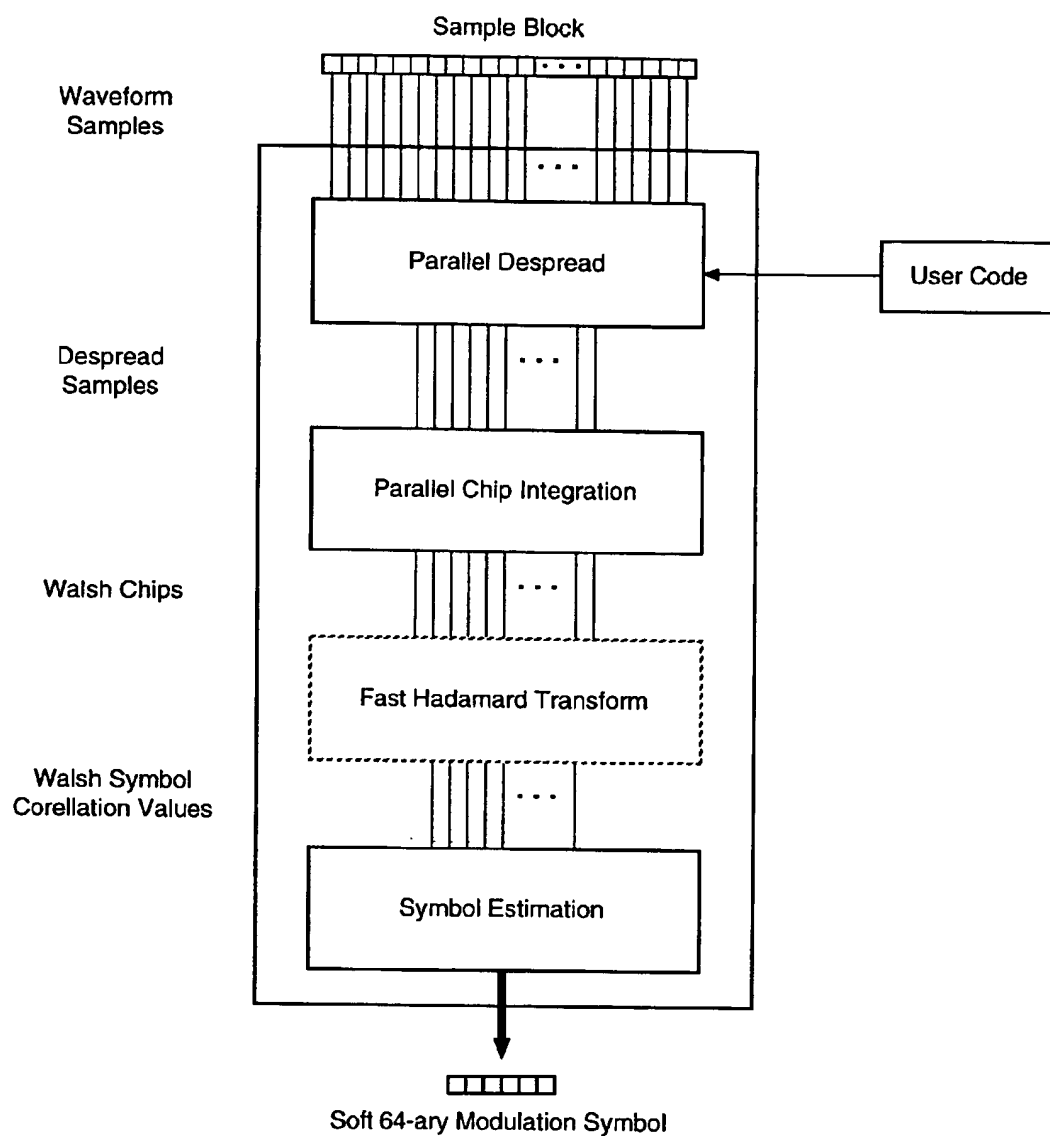 Sample Block
Waveform
Samples
Parallel Despread
User Code
Despread
Samples
Parallel Chip Integration
Walsh Chips
Fast Hadamard Transform
Walsh Symbol
Corellation Values
Symbol Estimation
Soft 64-ary Modulation Symbol